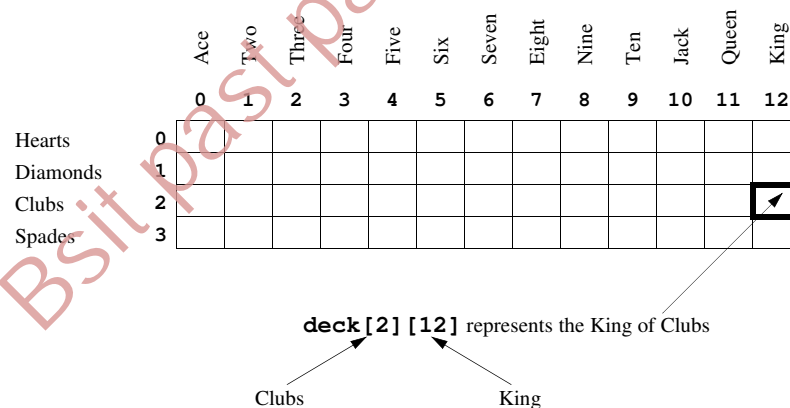 Ace Two Three Four Five Six Seven Eight Nine Ten Jack Queen King
0 1 2 3 4 5 6 7 8 9 10 11 12
Hearts 0
Diamonds 1
Clubs 2
Spades 3
deck[2][12] represents the King of Clubs
Clubs King
Bsit past